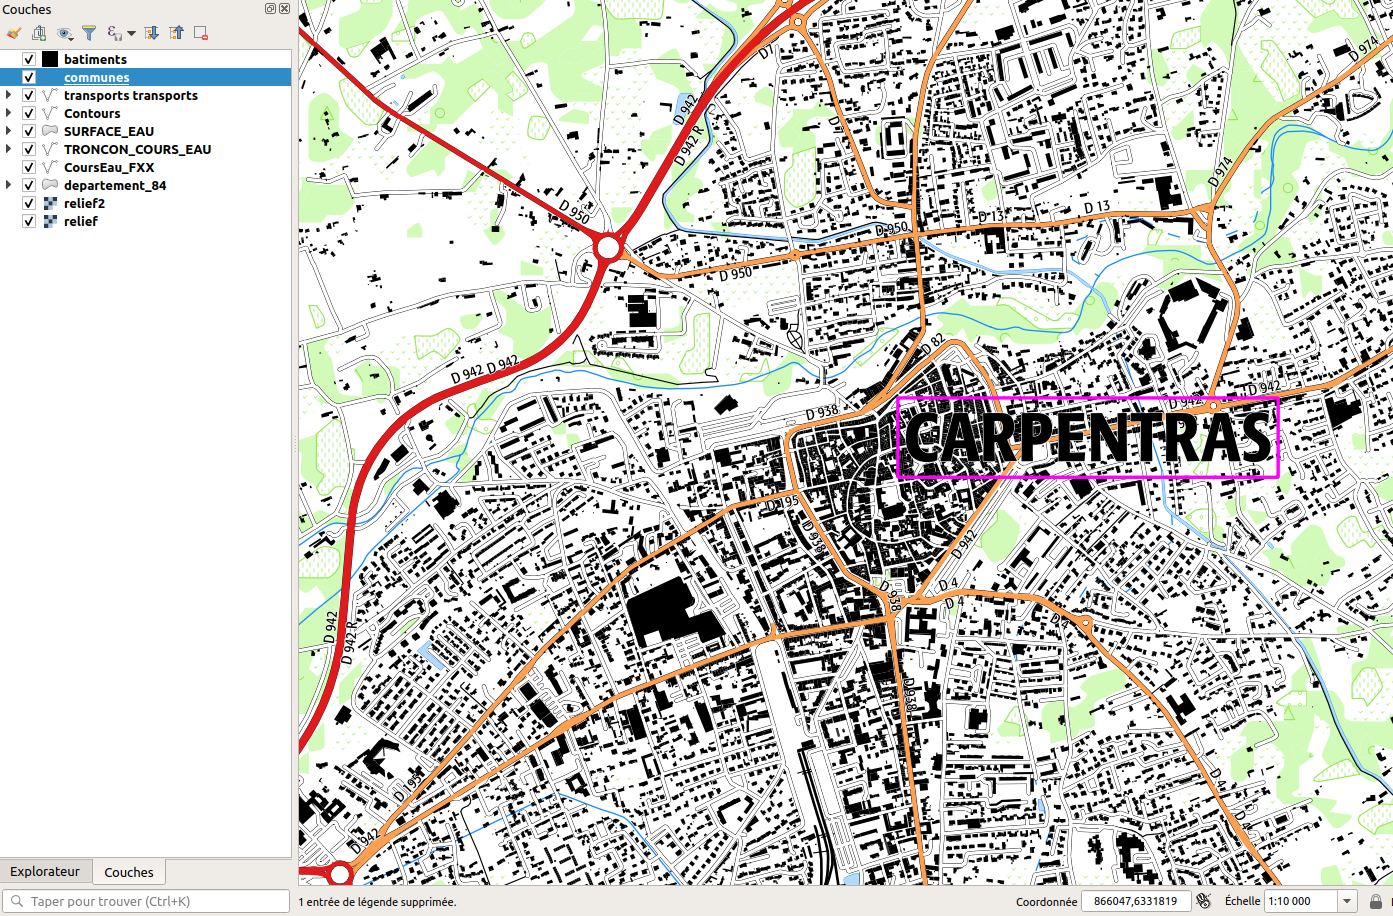 Couches
batiments
communes
transports transports
Contours
SURFACE_EAU
TRONCON_COURS_EAU
CoursEau_FXX
departement_84
relief2
relief
Explorateur
Couches
Taper pour trouver (Ctrl+K)
1 entrée de légende supprimée.
Coordonnée
866047,6331819
Échelle
1:10 000
D 974
D 942
D 942 R
D 974
D 950
D 13
D 13
D 950
D 950
D 82
D 942 D 942
D 942
D 942
D 938
CARPENTRAS
D 195
D 938
D 942
D 4
D 4
D 938
D 4
D 942
D 942 R
D 938
D 195
D 4
D 4
D 942